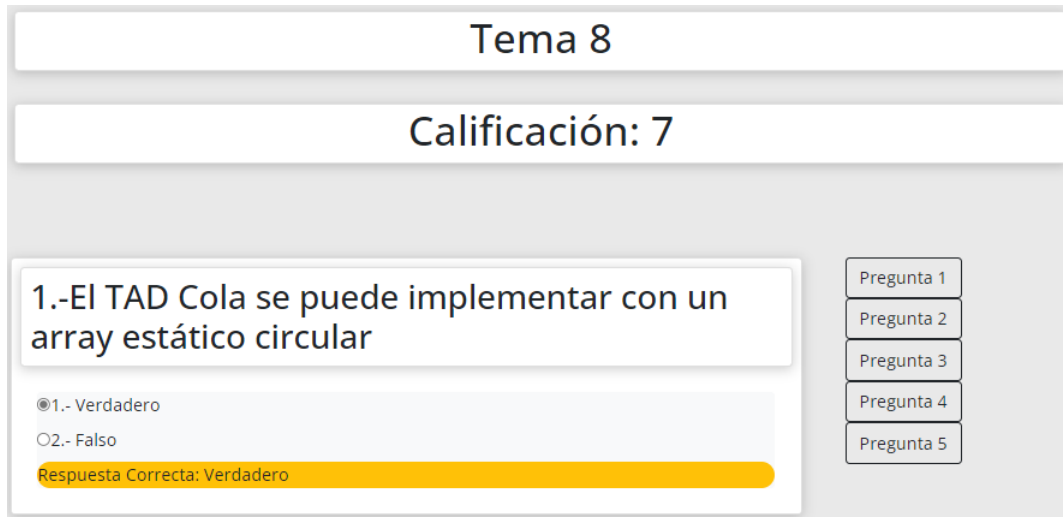 Tema 8
Calificación: 7
1.-El TAD Cola se puede implementar con un
array estático circular
1.- Verdadero
2.- Falso
Respuesta Correcta: Verdadero
Pregunta 1
Pregunta 2
Pregunta 3
Pregunta 4
Pregunta 5